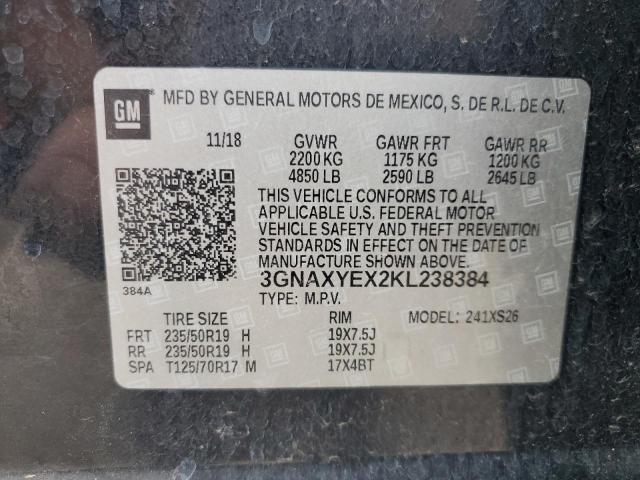 GM
MFD BY GENERAL MOTORS DE MEXICO, S. DE R.L. DE C.V.
11/18 GVWR GAWR FRT GAWR RR
2200 KG 1175 KG 1200 KG
4850 LB 2590 LB 2645 LB
THIS VEHICLE CONFORMS TO ALL
APPLICABLE U.S. FEDERAL MOTOR
VEHICLE SAFETY AND THEFT PREVENTION
STANDARDS IN EFFECT ON THE DATE OF
MANUFACTURE SHOWN ABOVE.
3GNAXYEX2KL238384
384A
TYPE: M.P.V.
TIRE SIZE RIM MODEL: 241XS26
FRT 235/50R19 H 19X7.5J
RR 235/50R19 H 19X7.5J
SPA T125/70R17 M 17X4BT